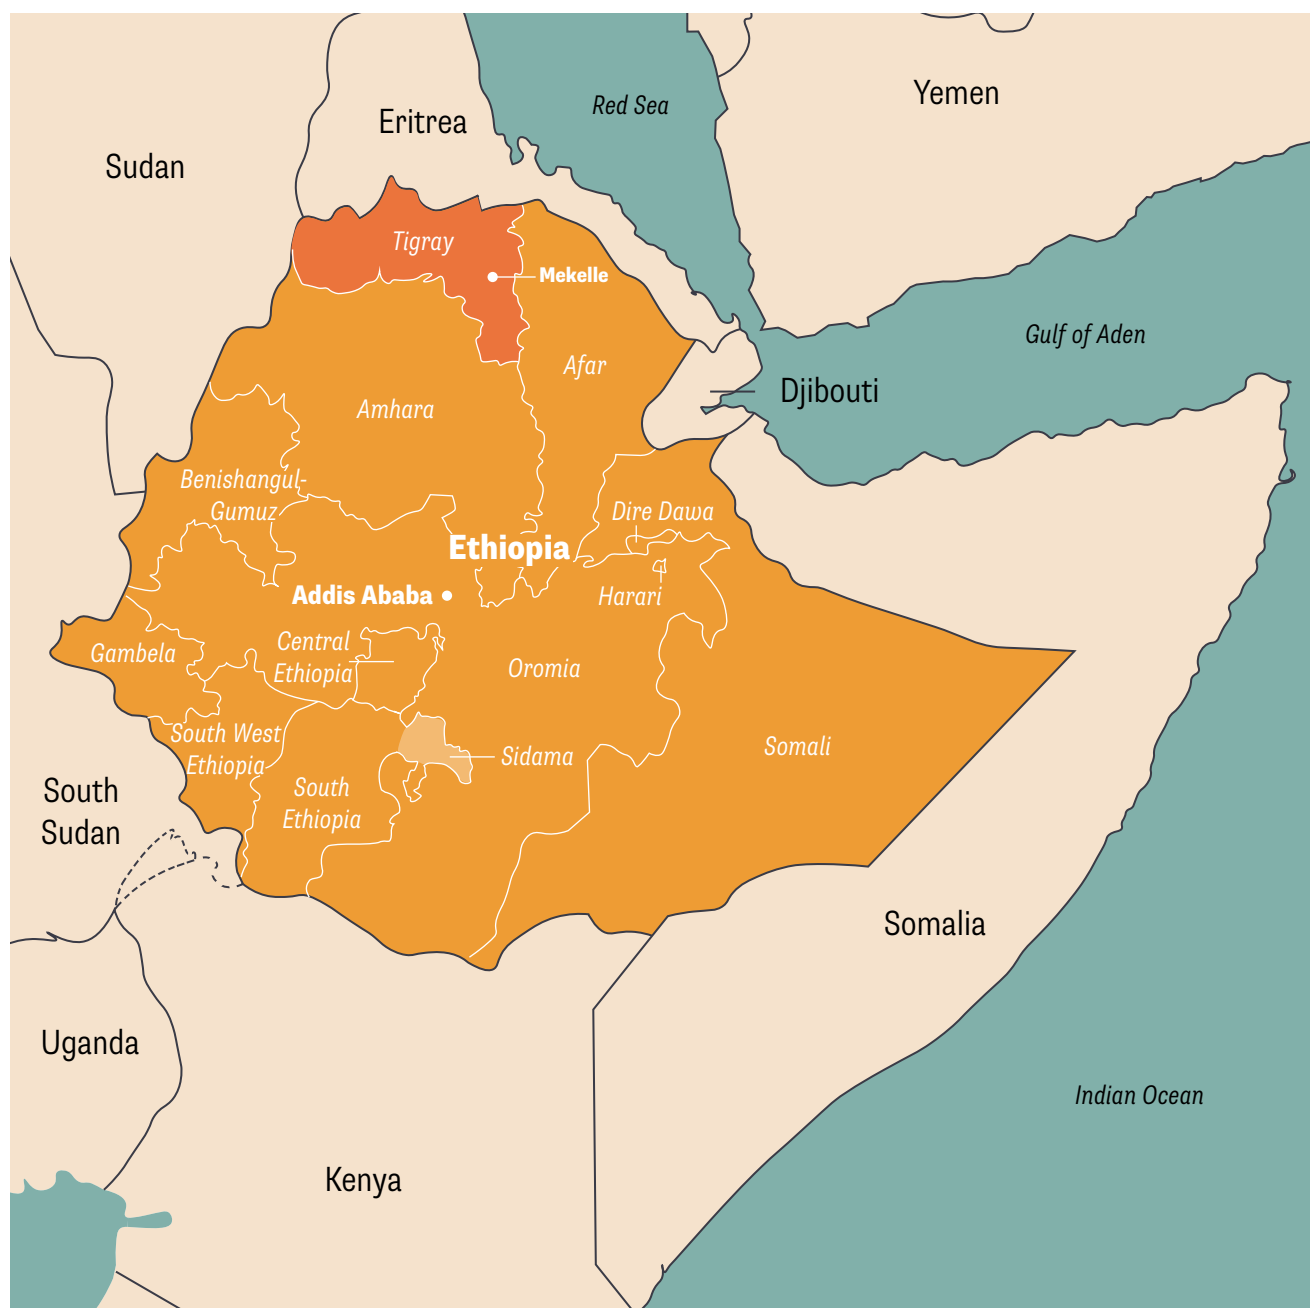 Yemen
Red Sea
Eritrea
Sudan
Tigray
Mekelle
Gulf of Aden
Afar
Djibouti
Amhara
Benishangul-
Gumuz
Dire Dawa
Ethiopia
Addis Ababa
Harari
Central
Ethiopia
Gambela
Oromia
South West
Ethiopia
Sidama
Somali
South
Ethiopia
South
Sudan
Somalia
Uganda
Indian Ocean
Kenya